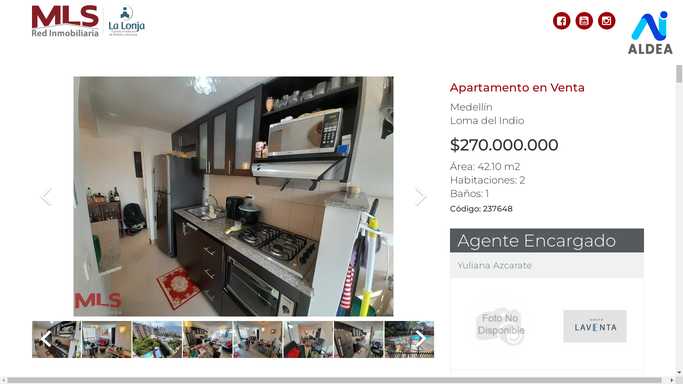 MLS
Red Inmobiliaria
La Lonja
ALDEA
Apartamento en Venta
Medellín
Loma del Indio
$270.000.000
Área: 42.10 m2
Habitaciones: 2
Baños: 1
Código: 237648
Agente Encargado
Yuliana Azcarate
Foto No
Disponible
LAVENTA
MLS